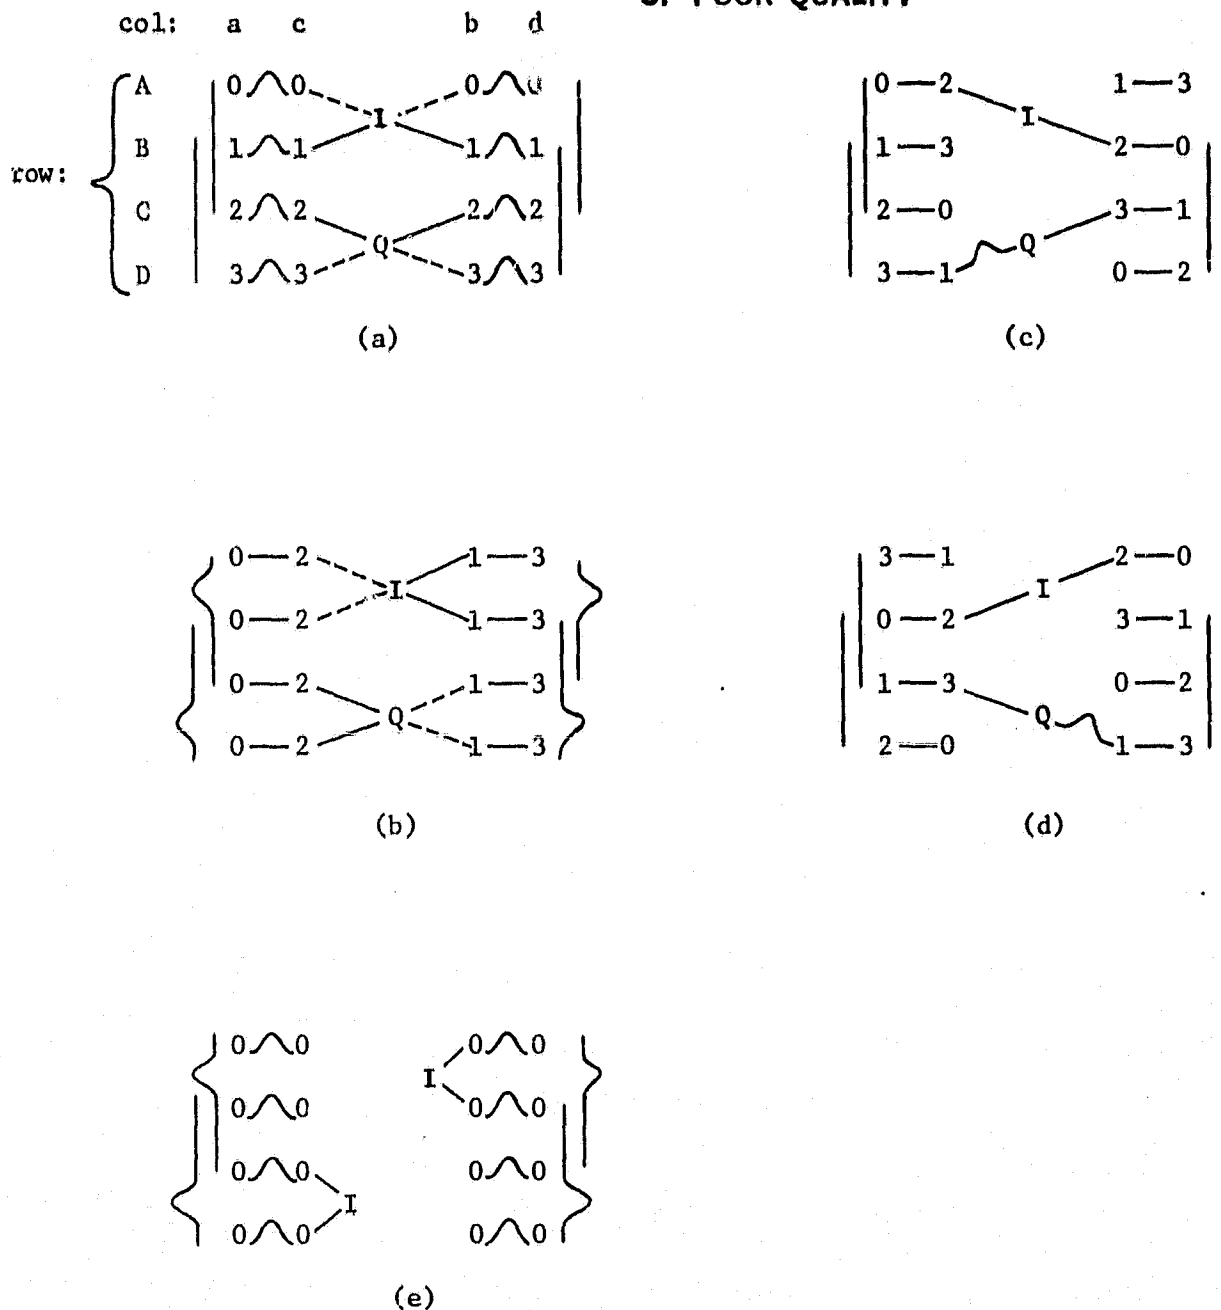 POOR QUALITY
col: a c b d
A 0 0 0 0 0 2 1 3
I I
B 1 1 1 1 1 3 2 0
row:
C 2 2 2 2 2 0 3 1
Q Q
D 3 3 3 3 3 1 0 2
(a) (c)
0 2 1 3 3 1 2 0
I I
0 2 1 3 0 2 3 1
0 2 1 3 1 3 0 2
Q Q
0 2 1 3 2 0 1 3
(b) (d)
0 0 0 0
I
0 0 0 0
0 0 0 0
I
0 0 0 0
(e)